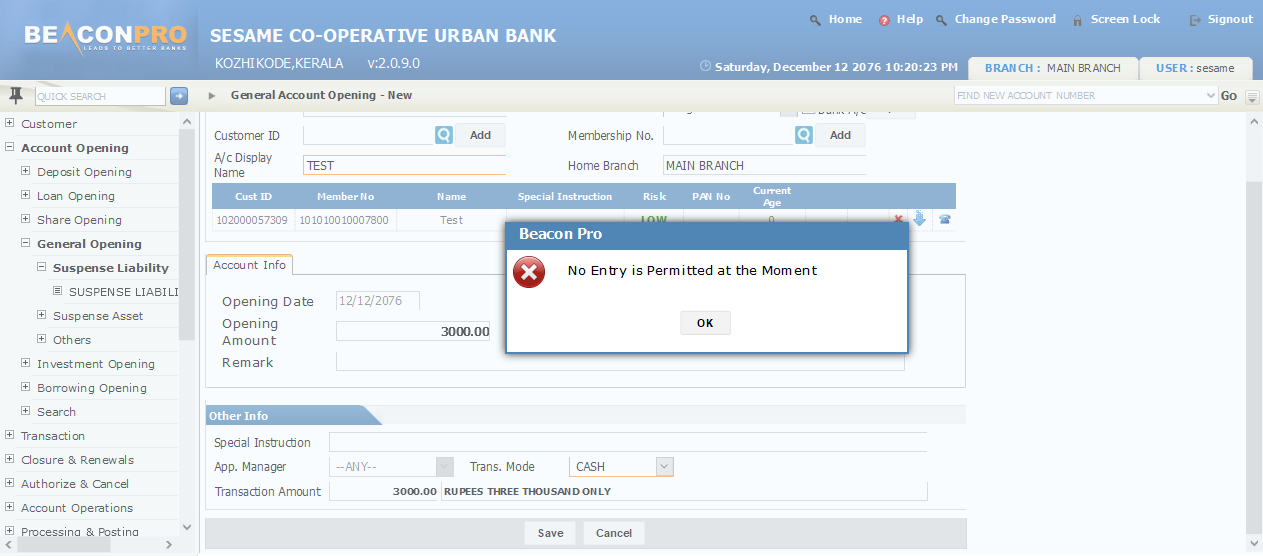 Home Help Change Password Screen Lock Signout
BEACONPRO
LEADS TO BETTER BANKS
SESAME CO-OPERATIVE URBAN BANK
KOZHIKODE,KERALA v:2.0.9.0
Saturday, December 12 2076 10:20:23 PM
BRANCH : MAIN BRANCH
USER : sesame
QUICK SEARCH
General Account Opening - New
FIND NEW ACCOUNT NUMBER
Go
Customer
Account Opening
Deposit Opening
Loan Opening
Share Opening
General Opening
Suspense Liability
SUSPENSE LIABILI
Suspense Asset
Others
Investment Opening
Borrowing Opening
Search
Transaction
Closure & Renewals
Authorize & Cancel
Account Operations
Processing & Posting
Customer ID Add Membership No. Add
A/c Display Name TEST Home Branch MAIN BRANCH
Cust ID Member No Name Special Instruction Risk PAN No Current Age
102000057309 101010010007800 Test LOW 0
Beacon Pro
No Entry is Permitted at the Moment
OK
Account Info
Opening Date 12/12/2076
Opening Amount 3000.00
Remark
Other Info
Special Instruction
App. Manager --ANY-- Trans. Mode CASH
Transaction Amount 3000.00 RUPEES THREE THOUSAND ONLY
Save Cancel